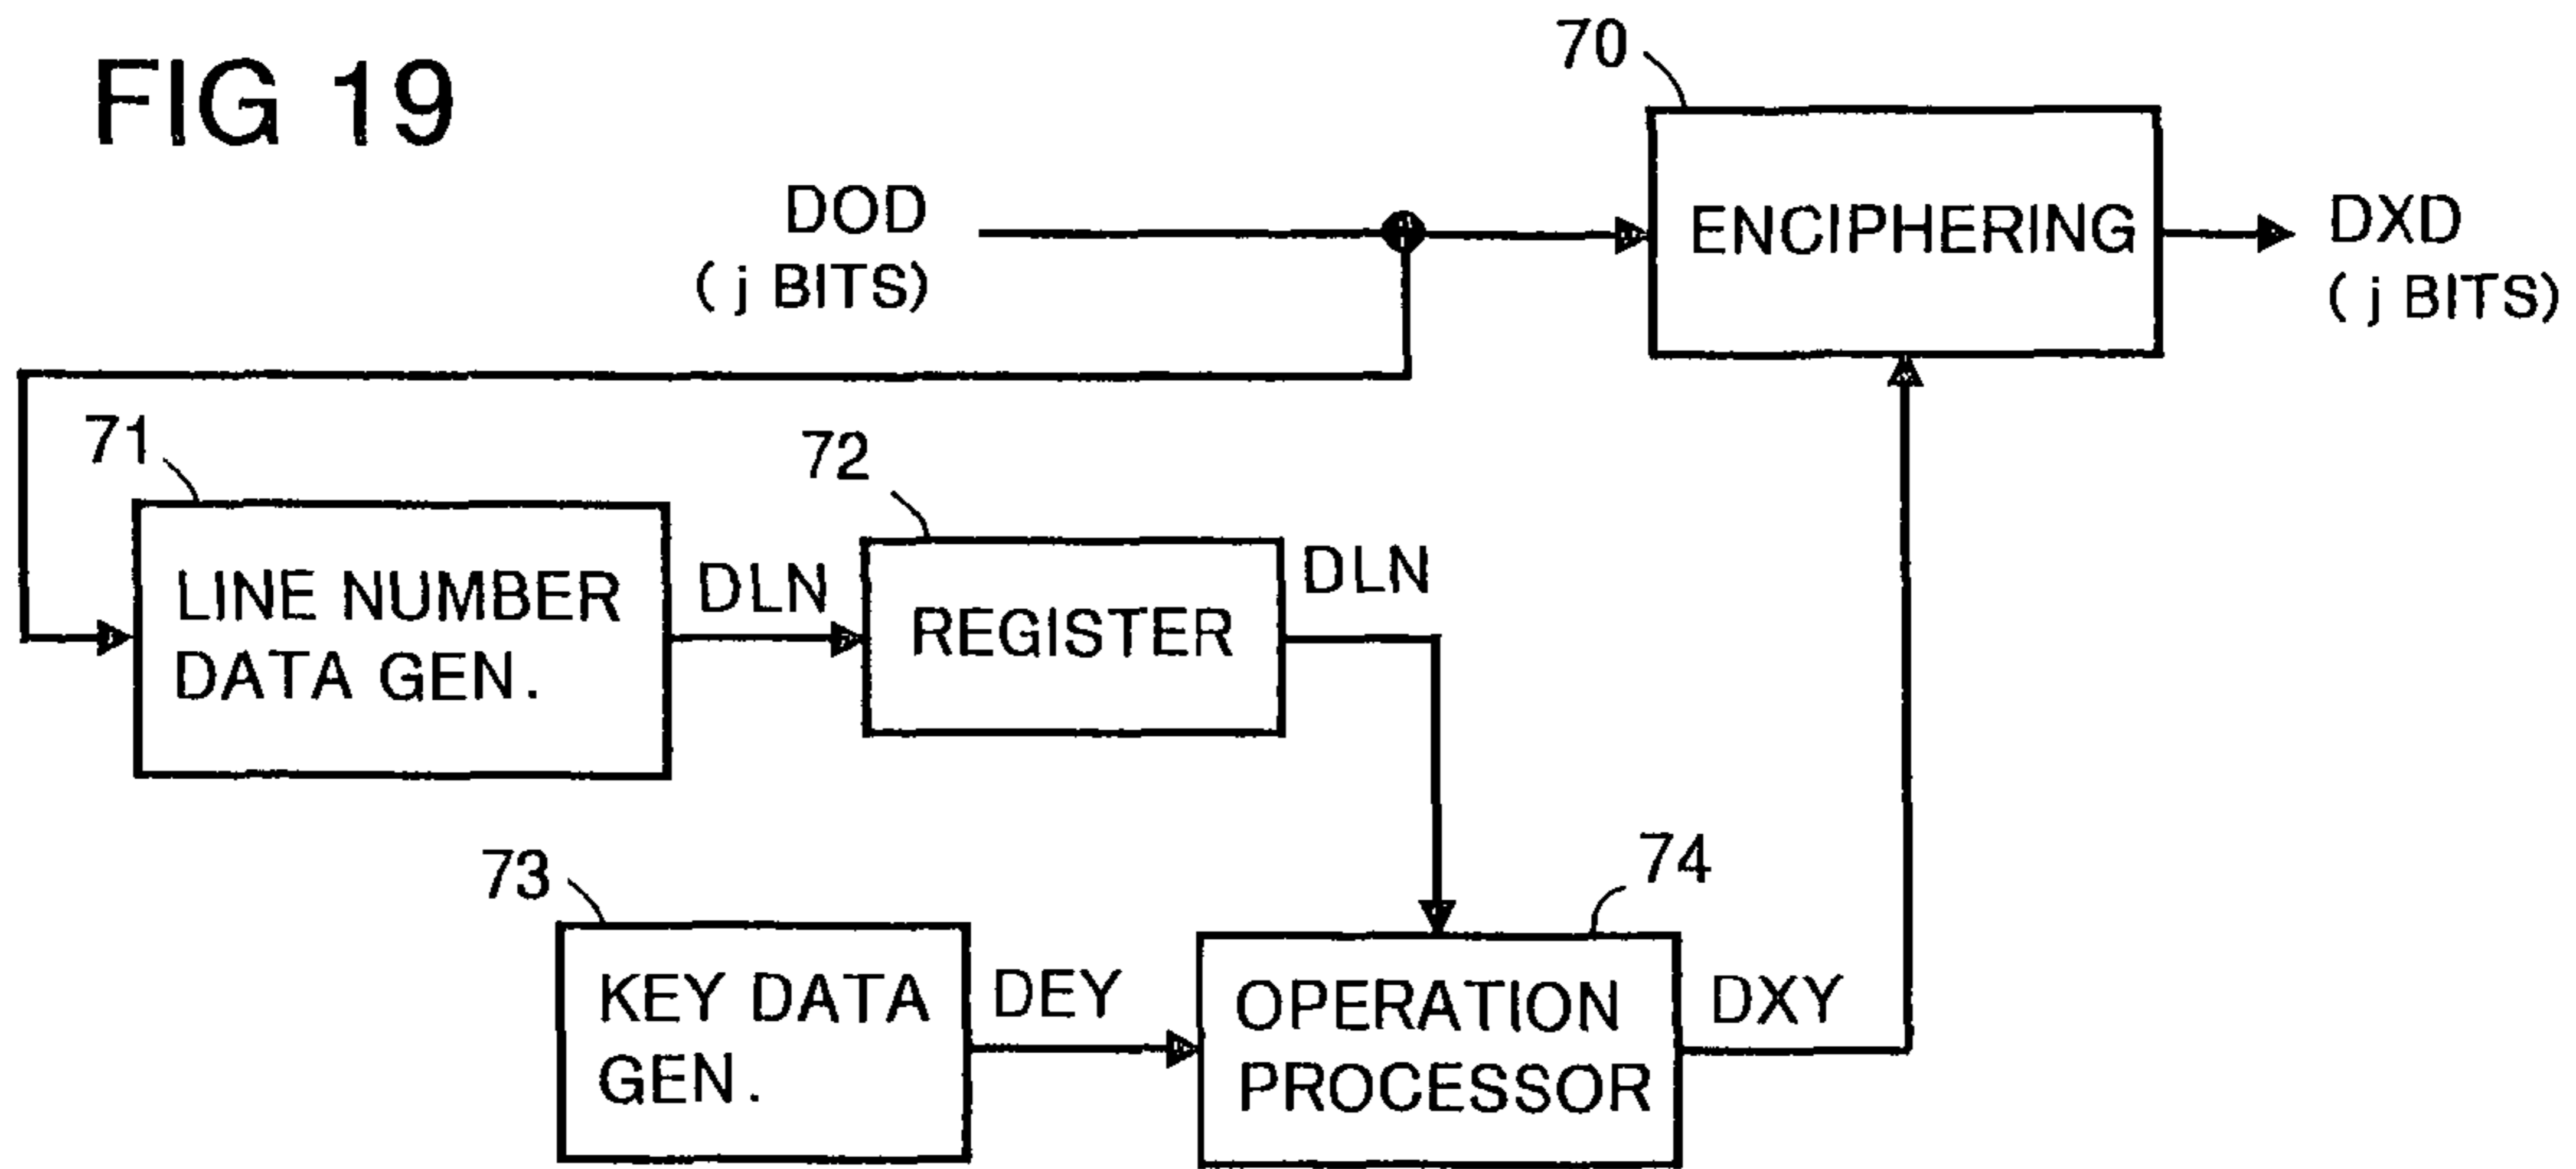 FIG 19
70
DOD
( j BITS)
ENCIPHERING
DXD
( j BITS)
71
72
LINE NUMBER
DATA GEN.
DLN
REGISTER
DLN
73
74
KEY DATA
GEN.
DEY
OPERATION
PROCESSOR
DXY